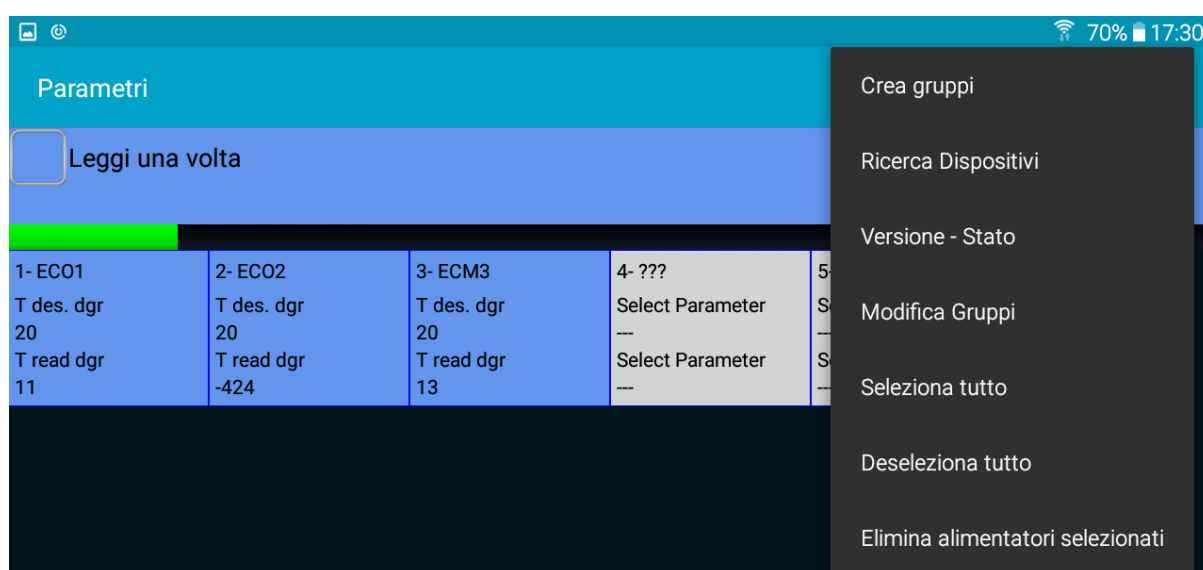 70% 17:30
Parametri
Leggi una volta
1- ECO1
T des. dgr
20
T read dgr
11
2- ECO2
T des. dgr
20
T read dgr
-424
3- ECM3
T des. dgr
20
T read dgr
13
4- ???
Select Parameter
---
Select Parameter
---
5-
Crea gruppi
Ricerca Dispositivi
Versione - Stato
Modifica Gruppi
Seleziona tutto
Deseleziona tutto
Elimina alimentatori selezionati